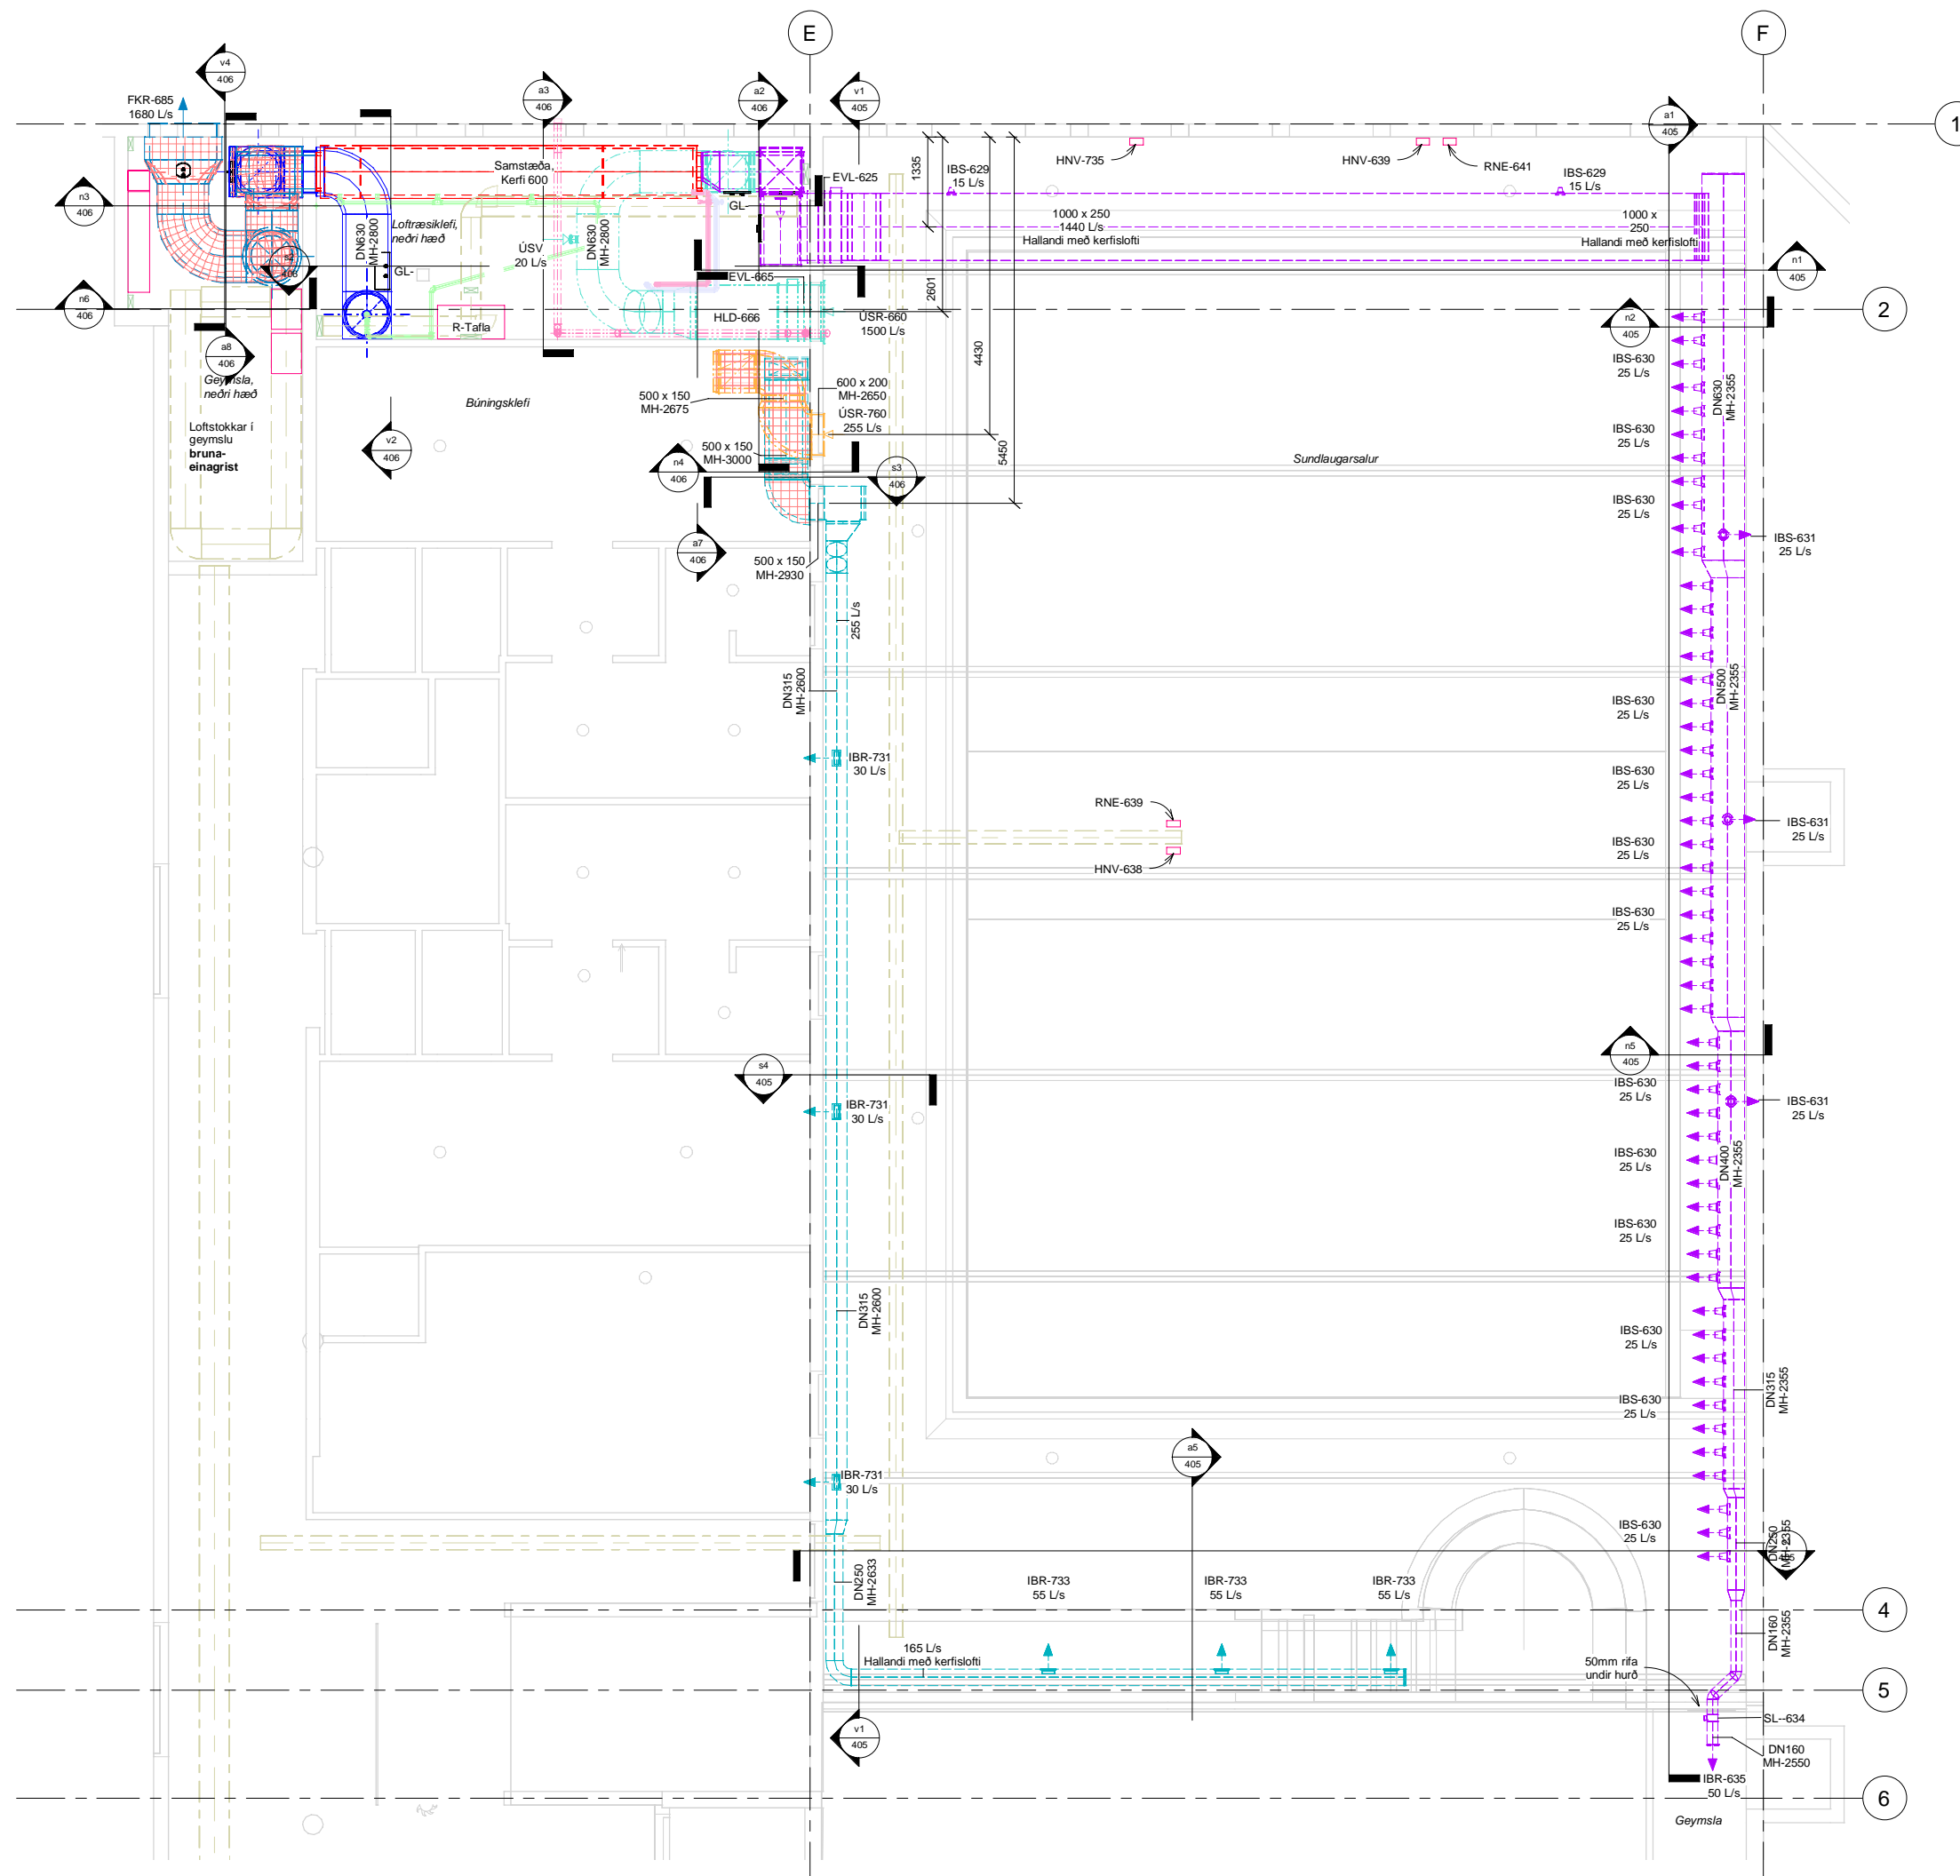 E
F
v4
406
a3
406
a2
406
v1
405
a1
405
1
FKR-685
1680 L/s
HNV-735
HNV-639
RNE-641
Samstæða,
Kerfi 600
EVL-625
IBS-629
15 L/s
IBS-629
15 L/s
1335
n3
406
GL-
Loftræsiklefi,
neðri hæð
DN630
MH-2800
DN630
MH-2800
ÚSV
20 L/s
1000 x 250
1440 L/s
Hallandi með kerfislofti
1000 x
250
Hallandi með kerfislofti
s2
406
GL-
EVL-665
n1
405
2601
n6
406
R-Tafla
HLD-666
ÚSR-660
1500 L/s
2
n2
405
a8
406
Geymsla,
neðri hæð
IBS-630
25 L/s
DN630
MH-2355
4430
500 x 150
MH-2675
600 x 200
MH-2650
ÚSR-760
255 L/s
Búningsklefi
Loftstokkar í
geymslu
bruna-
einagrist
v2
406
IBS-630
25 L/s
5450
500 x 150
MH-3000
n4
406
s3
406
Sundlaugarsalur
IBS-630
25 L/s
IBS-631
25 L/s
a7
406
500 x 150
MH-2930
255 L/s
DN315
MH-2600
IBS-630
25 L/s
DN500
MH-2355
IBR-731
30 L/s
IBS-630
25 L/s
RNE-639
IBS-631
25 L/s
IBS-630
25 L/s
HNV-638
IBS-630
25 L/s
n5
405
s4
405
IBS-630
25 L/s
IBR-731
30 L/s
IBS-631
25 L/s
IBS-630
25 L/s
DN400
MH-2355
IBS-630
25 L/s
DN315
MH-2600
IBS-630
25 L/s
DN315
MH-2355
IBS-630
25 L/s
a5
405
IBR-731
30 L/s
IBS-630
25 L/s
DN250
MH-2355
DN250
MH-2633
IBR-733
55 L/s
IBR-733
55 L/s
IBR-733
55 L/s
4
DN160
MH-2355
165 L/s
Hallandi með kerfislofti
50mm rifa
undir hurð
5
SL--634
v1
405
DN160
MH-2550
IBR-635
50 L/s
6
Geymsla